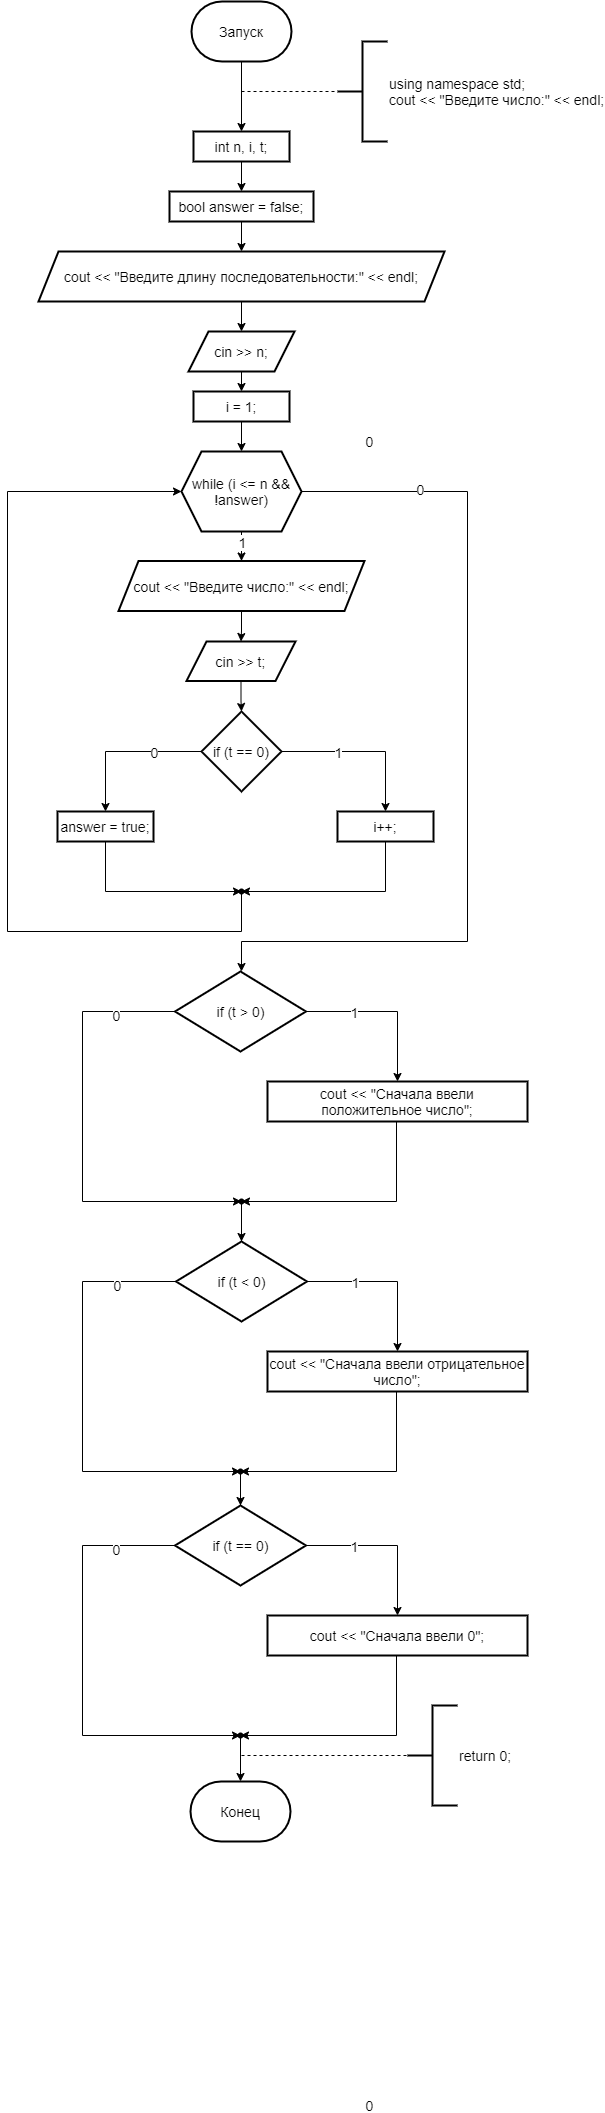 Запуск
using namespace std;
cout << "Введите число:" << endl;
int n, i, t;
bool answer = false;
cout << "Введите длину последовательности:" << endl;
cin >> n;
i = 1;
0
while (i <= n &&
!answer)
0
1
cout << "Введите число:" << endl;
cin >> t;
0
if (t == 0)
1
answer = true;
i++;
0
if (t > 0)
1
cout << "Сначала ввели
положительное число";
0
if (t < 0)
1
cout << "Сначала ввели отрицательное
число";
0
if (t == 0)
1
cout << "Сначала ввели 0";
return 0;
Конец
0